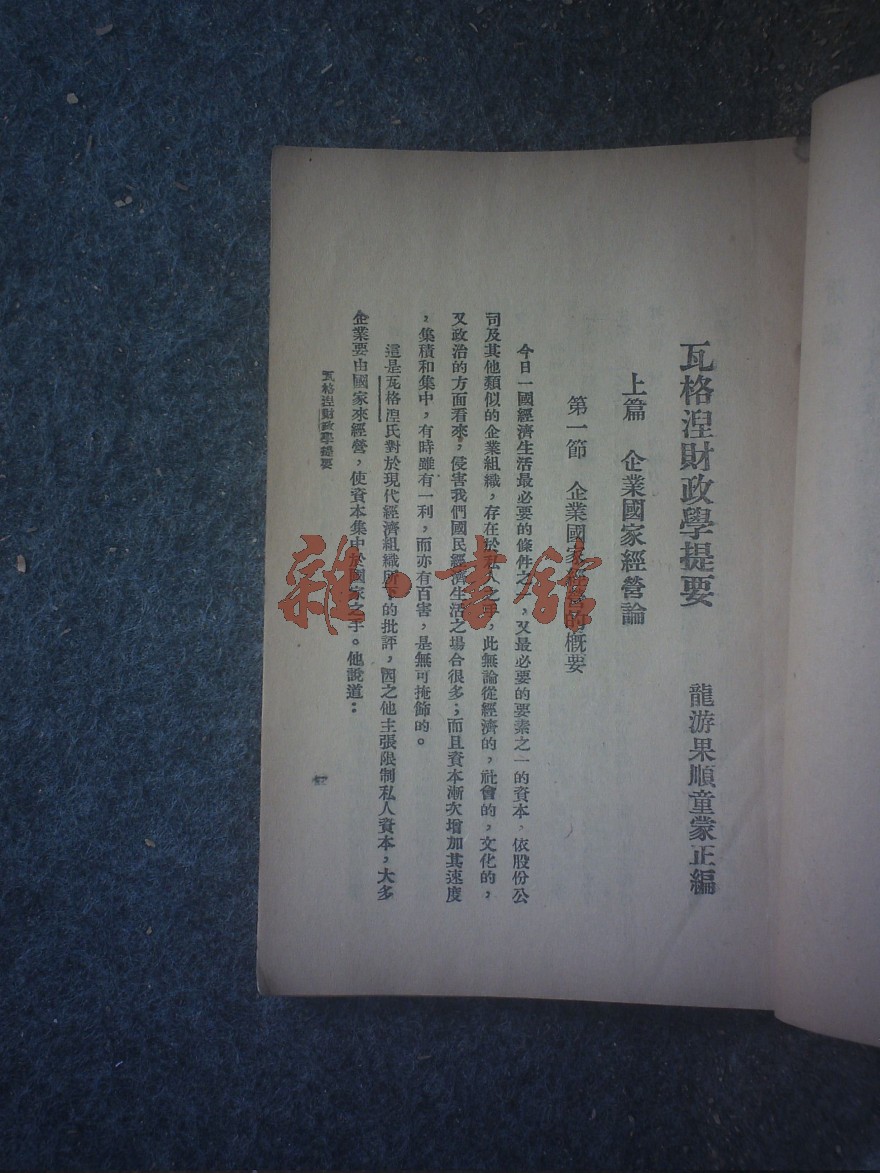 瓦格涅財政學提要
龍游果順童蒙正編
上篇　企業國家經營論
第一節　企業國家經營的概要
今日一國經濟生活最必要的條件之一，又最必要的要素之一的資本，依股份公
司及其他類似的企業組織，存在於私人之手，此無論從經濟的，社會的，文化的，
又政治的方面看來，侵害我們國民經濟生活之場合很多；而且資本漸次增加其速度
，集積和集中，有時雖有一利，而亦有百害，是無可掩飾的。
這是瓦格涅氏對於現代經濟組織所下的批評，因之他主張限制私人資本，大多
企業要由國家來經營，使資本集中於國家之手。他說道：
瓦格涅財政學提要
雜·書館